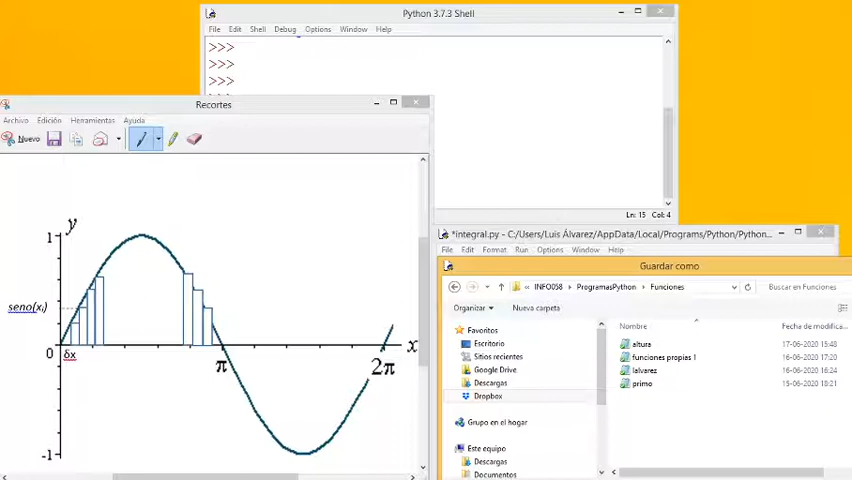 Python 3.7.3 Shell
File Edit Shell Debug Options Window Help
>>>
>>>
>>>
Ln: 15 Col: 4
Recortes
Archivo Edición Herramientas Ayuda
Nuevo
y
1
seno(xᵢ)
0
δx
π
2π
x
-1
*integral.py - C:/Users/Luis Álvarez/AppData/Local/Programs/Python/Python...
File Edit Format Run Options Window Help
Guardar como
INFO058 ProgramasPython Funciones
Buscar en Funciones
Organizar Nueva carpeta
Favoritos
Escritorio
Sitios recientes
Google Drive
Descargas
Dropbox
Grupo en el hogar
Este equipo
Descargas
Documentos
Nombre Fecha de modifica...
altura 17-06-2020 15:48
funciones propias 1 16-06-2020 17:20
lalvarez 16-06-2020 16:24
primo 15-06-2020 18:21